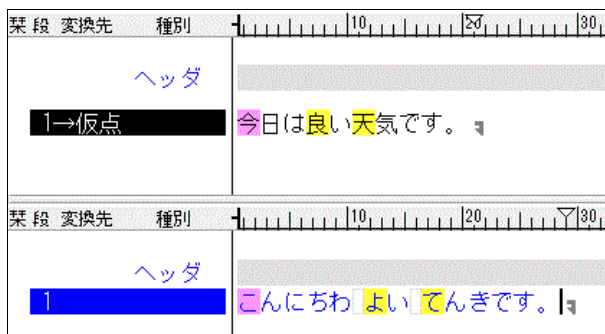 栞 段 変換先 種別 10 20 30
ヘッダ
1→仮点 今日は良い天気です。
栞 段 変換先 種別 10 20 30
ヘッダ
1 こんにちわ よい てんきです。